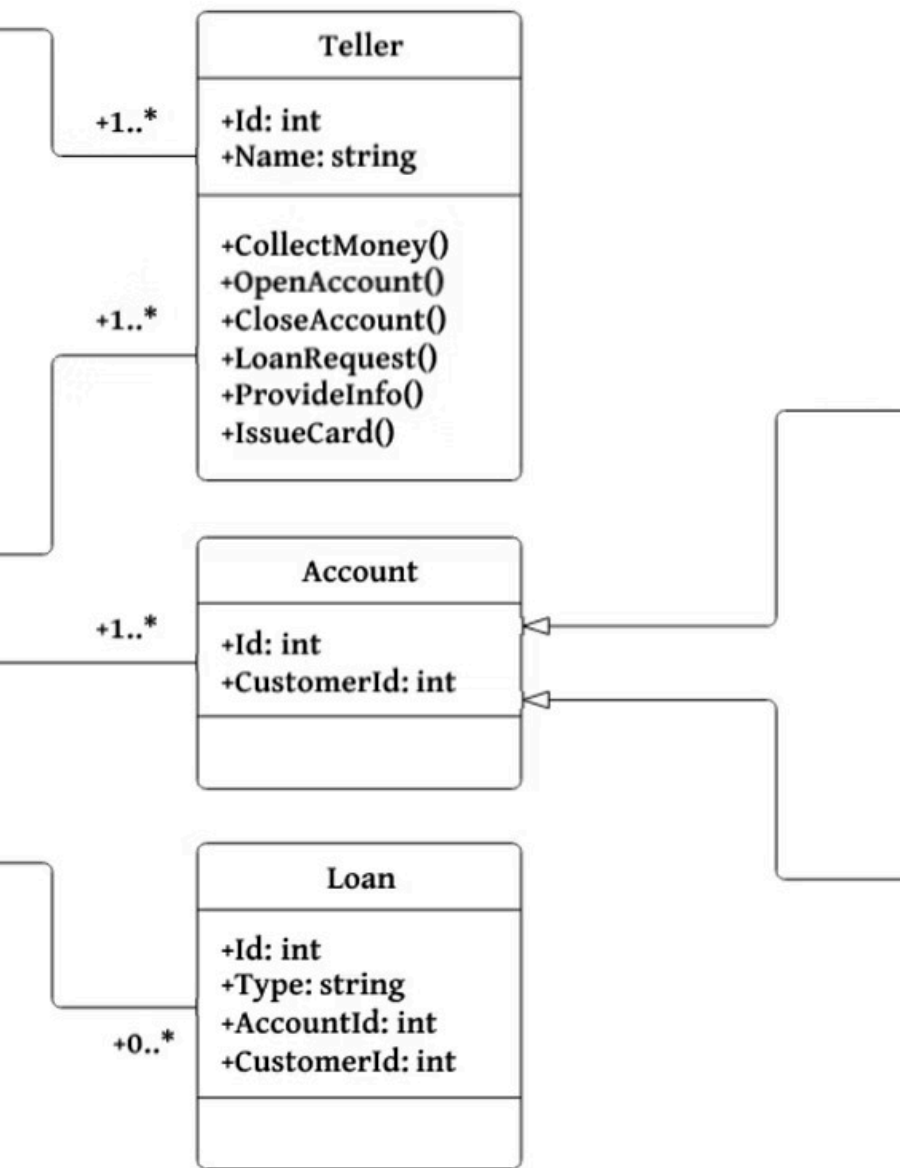 Teller
+1..*
+Id: int
+Name: string
+CollectMoney()
+OpenAccount()
+1..*
+CloseAccount()
+LoanRequest()
+ProvideInfo()
+IssueCard()
Account
+1..*
+Id: int
+CustomerId: int
Loan
+Id: int
+Type: string
+AccountId: int
+0..*
+CustomerId: int